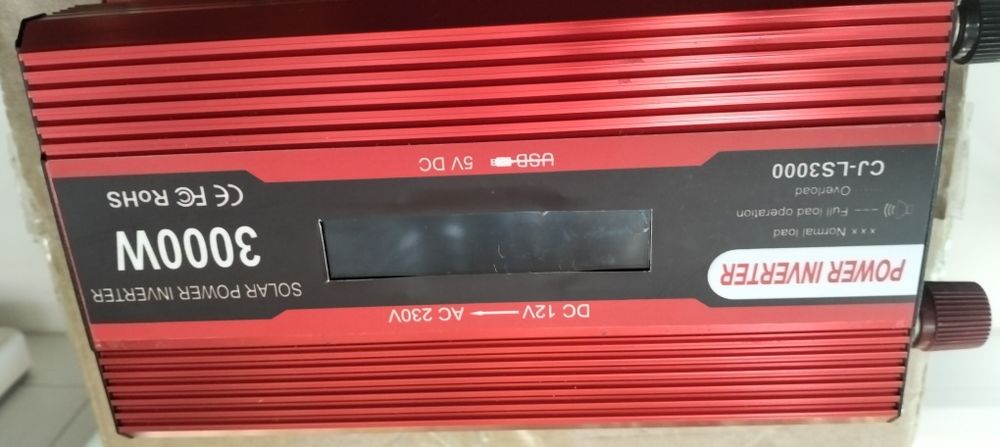 DC 12V → AC 230V
POWER INVERTER
××× Normal load
--- Full load operation
...... Overload
CJ-LS3000
SOLAR POWER INVERTER
3000W
CE FC RoHS
USB 5V DC